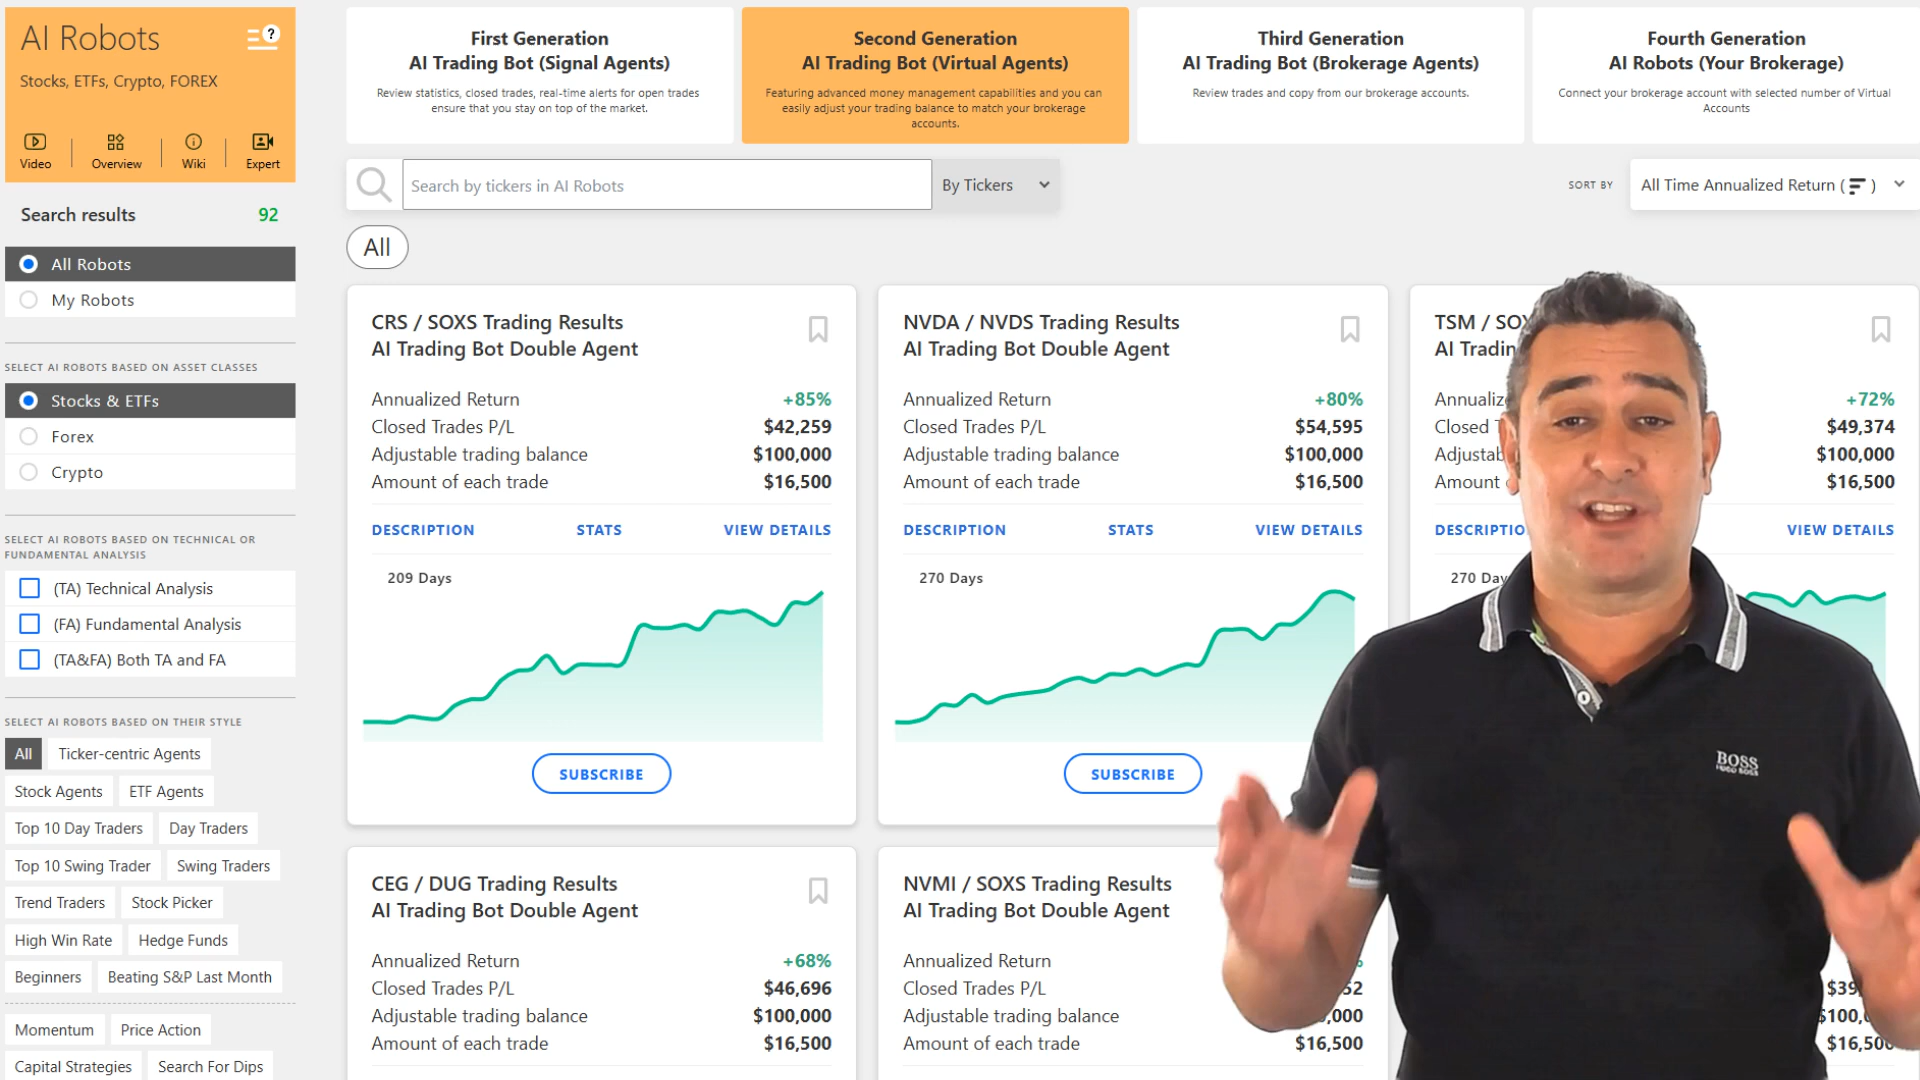 AI Robots
?
Stocks, ETFs, Crypto, FOREX
Video
Overview
Wiki
Expert
First Generation
AI Trading Bot (Signal Agents)
Review statistics, closed trades, real-time alerts for open trades
ensure that you stay on top of the market.
Second Generation
AI Trading Bot (Virtual Agents)
Featuring advanced money management capabilities and you can
easily adjust your trading balance to match your brokerage
accounts.
Third Generation
AI Trading Bot (Brokerage Agents)
Review trades and copy from our brokerage accounts.
Fourth Generation
AI Robots (Your Brokerage)
Connect your brokerage account with selected number of Virtual
Accounts
Search by tickers in AI Robots
By Tickers
SORT BY
All Time Annualized Return ( )
Search results 92
All Robots
My Robots
SELECT AI ROBOTS BASED ON ASSET CLASSES
Stocks & ETFs
Forex
Crypto
SELECT AI ROBOTS BASED ON TECHNICAL OR
FUNDAMENTAL ANALYSIS
(TA) Technical Analysis
(FA) Fundamental Analysis
(TA&FA) Both TA and FA
SELECT AI ROBOTS BASED ON THEIR STYLE
All
Ticker-centric Agents
Stock Agents
ETF Agents
Top 10 Day Traders
Day Traders
Top 10 Swing Trader
Swing Traders
Trend Traders
Stock Picker
High Win Rate
Hedge Funds
Beginners
Beating S&P Last Month
Momentum
Price Action
Capital Strategies
Search For Dips
All
CRS / SOXS Trading Results
AI Trading Bot Double Agent
Annualized Return +85%
Closed Trades P/L $42,259
Adjustable trading balance $100,000
Amount of each trade $16,500
DESCRIPTION STATS VIEW DETAILS
209 Days
SUBSCRIBE
NVDA / NVDS Trading Results
AI Trading Bot Double Agent
Annualized Return +80%
Closed Trades P/L $54,595
Adjustable trading balance $100,000
Amount of each trade $16,500
DESCRIPTION STATS VIEW DETAILS
270 Days
SUBSCRIBE
TSM /
AI
+72%
Closed $49,374
$100,000
Amount $16,500
VIEW DETAILS
270
CEG / DUG Trading Results
AI Trading Bot Double Agent
Annualized Return +68%
Closed Trades P/L $46,696
Adjustable trading balance $100,000
Amount of each trade $16,500
NVMI / SOXS Trading Results
AI Trading Bot Double Agent
Annualized Return
Closed Trades P/L
Adjustable trading balance
Amount of each trade $16,500
BOSS
HUGO BOSS